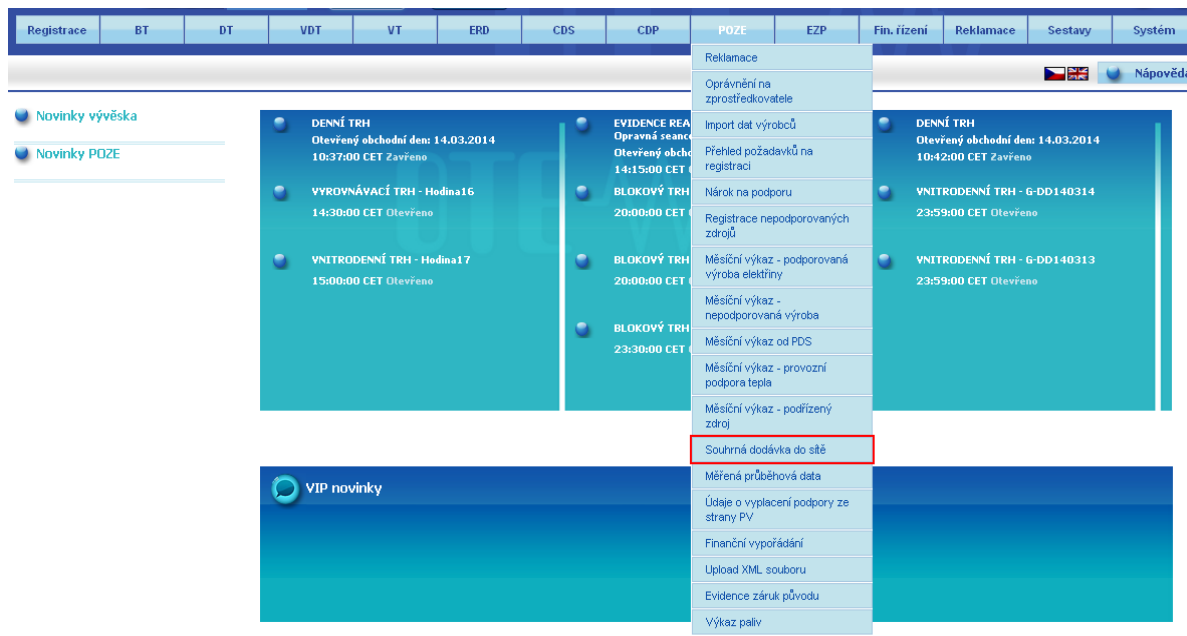 Registrace BT DT VDT VT ERD CDS CDP POZE EZP Fin. řízení Reklamace Sestavy Systém
Nápověda
Novinky vývěska
Novinky POZE
DENNÍ TRH
Otevřený obchodní den: 14.03.2014
10:37:00 CET Zavřeno
VYROVNÁVACÍ TRH - Hodina16
14:30:00 CET Otevřeno
VNITRODENNÍ TRH - Hodina17
15:00:00 CET Otevřeno
EVIDENCE REA
Opravná seance
Otevřený obcho
14:15:00 CET
BLOKOVÝ TRH
20:00:00 CET
BLOKOVÝ TRH
20:00:00 CET
BLOKOVÝ TRH
23:30:00 CET
Reklamace
Oprávnění na
zprostředkovatele
Import dat výrobců
Přehled požadavků na
registraci
Nárok na podporu
Registrace nepodporovaných
zdrojů
Měsíční výkaz - podporovaná
výroba elektřiny
Měsíční výkaz -
nepodporovaná výroba
Měsíční výkaz od PDS
Měsíční výkaz - provozní
podpora tepla
Měsíční výkaz - podřízený
zdroj
Souhrná dodávka do sítě
Měřená průběhová data
Údaje o vyplacení podpory ze
strany PV
Finanční vypořádání
Upload XML souboru
Evidence záruk původu
Výkaz paliv
DENNÍ TRH
Otevřený obchodní den: 14.03.2014
10:42:00 CET Zavřeno
VNITRODENNÍ TRH - G-DD140314
23:59:00 CET Otevřeno
VNITRODENNÍ TRH - G-DD140313
23:59:00 CET Otevřeno
VIP novinky